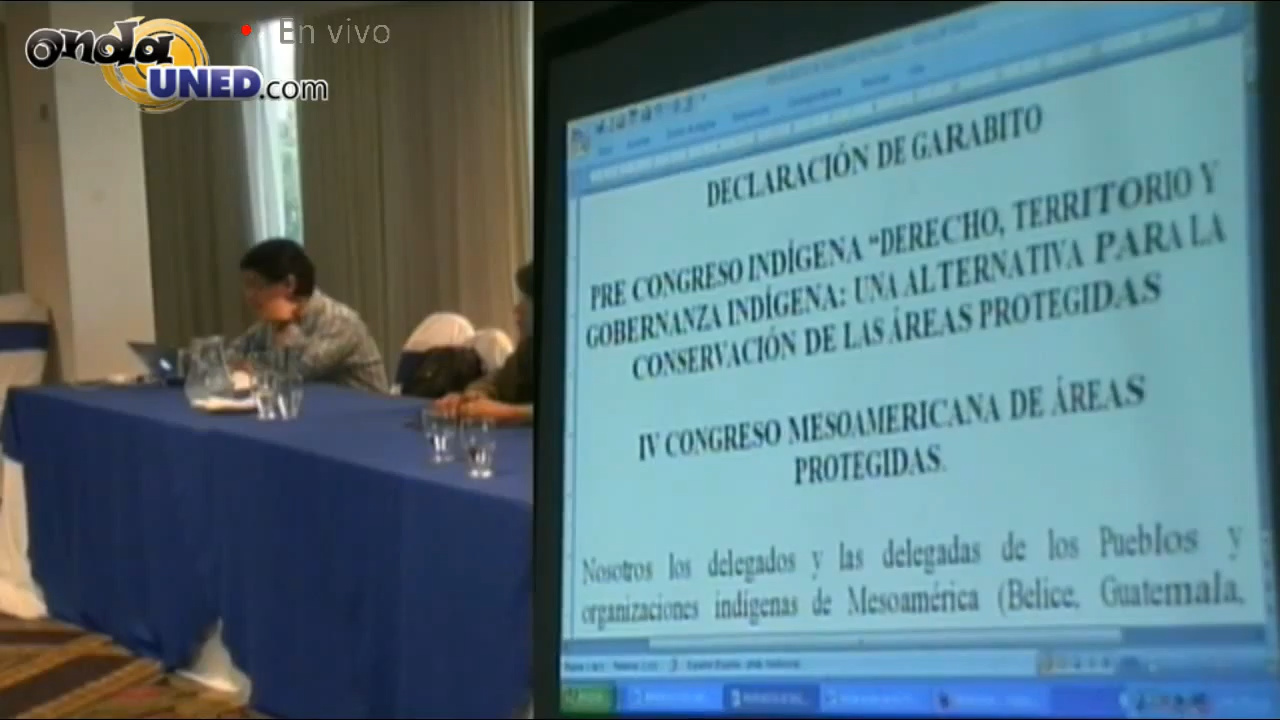 onda
UNED.com
En vivo
DECLARACIÓN DE GARABITO
PRE CONGRESO INDÍGENA “DERECHO, TERRITORIO Y
GOBERNANZA INDÍGENA: UNA ALTERNATIVA PARA LA
CONSERVACIÓN DE LAS ÁREAS PROTEGIDAS
IV CONGRESO MESOAMERICANA DE ÁREAS
PROTEGIDAS.
Nosotros los delegados y las delegadas de los Pueblos y
organizaciones indígenas de Mesoamérica (Belice, Guatemala,